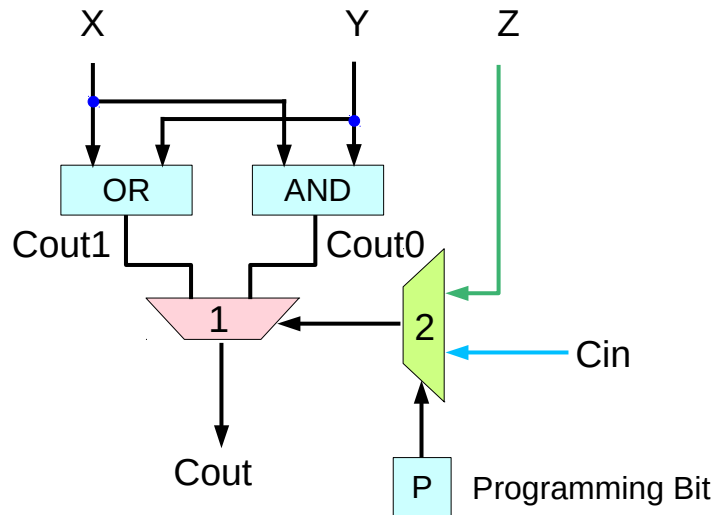 X Y Z
OR AND
Cout1 Cout0
1 2
Cin
Cout
P Programming Bit